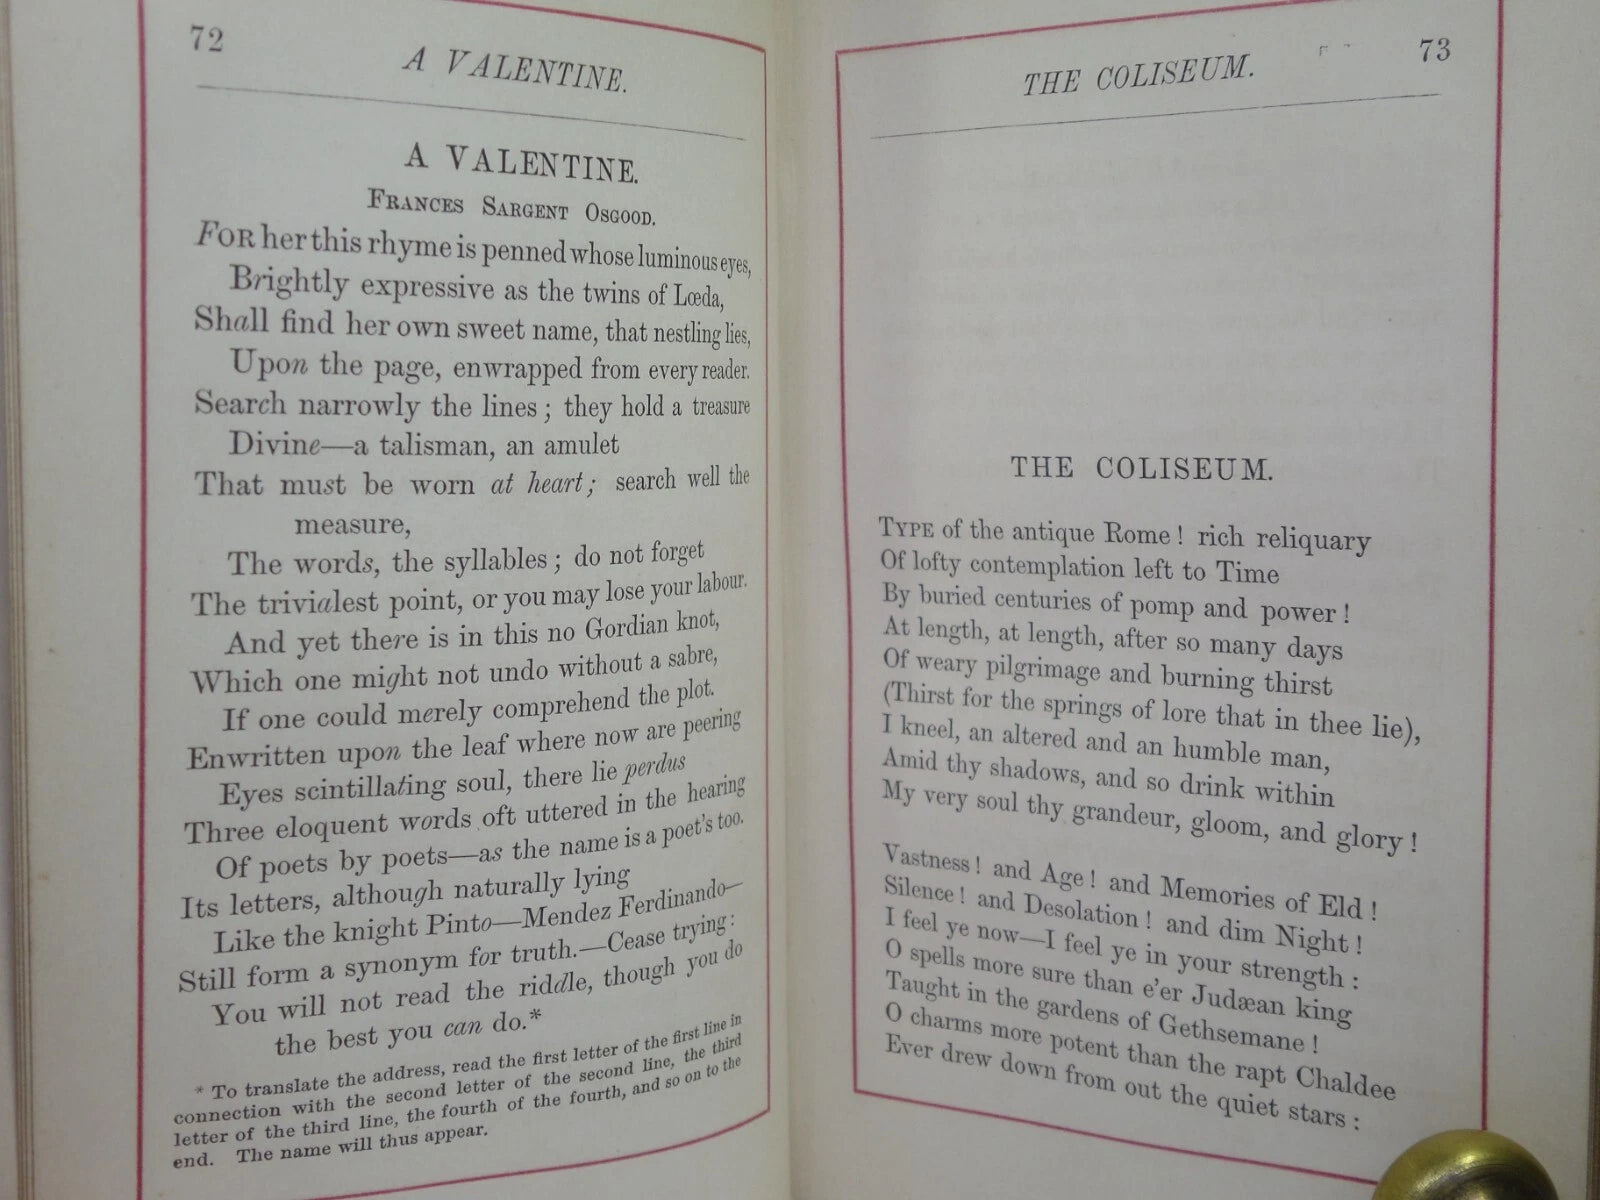 72
A VALENTINE.
A VALENTINE.
FRANCES SARGENT OSGOOD.
FOR her this rhyme is penned whose luminous eyes,
Brightly expressive as the twins of Lœda,
Shall find her own sweet name, that nestling lies,
Upon the page, enwrapped from every reader.
Search narrowly the lines; they hold a treasure
Divine—a talisman, an amulet
That must be worn at heart; search well the
measure,
The words, the syllables; do not forget
The trivialest point, or you may lose your labour.
And yet there is in this no Gordian knot,
Which one might not undo without a sabre,
If one could merely comprehend the plot.
Enwritten upon the leaf where now are peering
Eyes scintillating soul, there lie perdus
Three eloquent words oft uttered in the hearing
Of poets by poets—as the name is a poet's too.
Its letters, although naturally lying
Like the knight Pinto—Mendez Ferdinando—
Still form a synonym for truth.—Cease trying:
You will not read the riddle, though you do
the best you can do.*
* To translate the address, read the first letter of the first line in
connection with the second letter of the second line, the third
letter of the third line, the fourth of the fourth, and so on to the
end. The name will thus appear.
THE COLISEUM.
73
THE COLISEUM.
TYPE of the antique Rome! rich reliquary
Of lofty contemplation left to Time
By buried centuries of pomp and power!
At length, at length, after so many days
Of weary pilgrimage and burning thirst
(Thirst for the springs of lore that in thee lie),
I kneel, an altered and an humble man,
Amid thy shadows, and so drink within
My very soul thy grandeur, gloom, and glory!
Vastness! and Age! and Memories of Eld!
Silence! and Desolation! and dim Night!
I feel ye now—I feel ye in your strength:
O spells more sure than e'er Judæan king
Taught in the gardens of Gethsemane!
O charms more potent than the rapt Chaldee
Ever drew down from out the quiet stars: